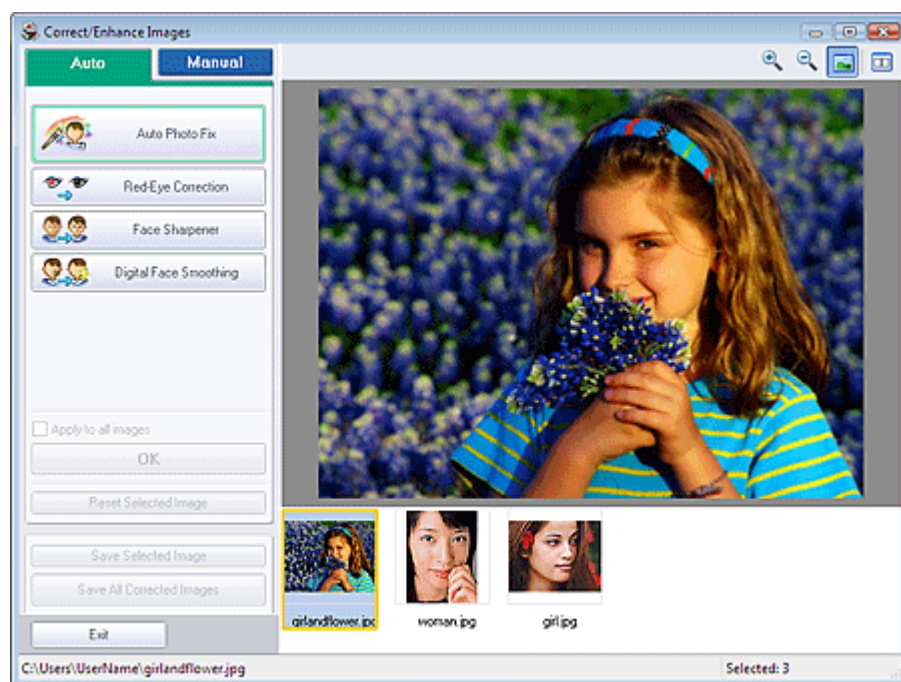 Correct/Enhance Images
Auto
Manual
Auto Photo Fix
Red-Eye Correction
Face Sharpener
Digital Face Smoothing
Apply to all images
OK
Reset Selected Image
Save Selected Image
Save All Corrected Images
Exit
girlandflower.jpg
woman.jpg
girl.jpg
C:\Users\UserName\girlandflower.jpg
Selected: 3